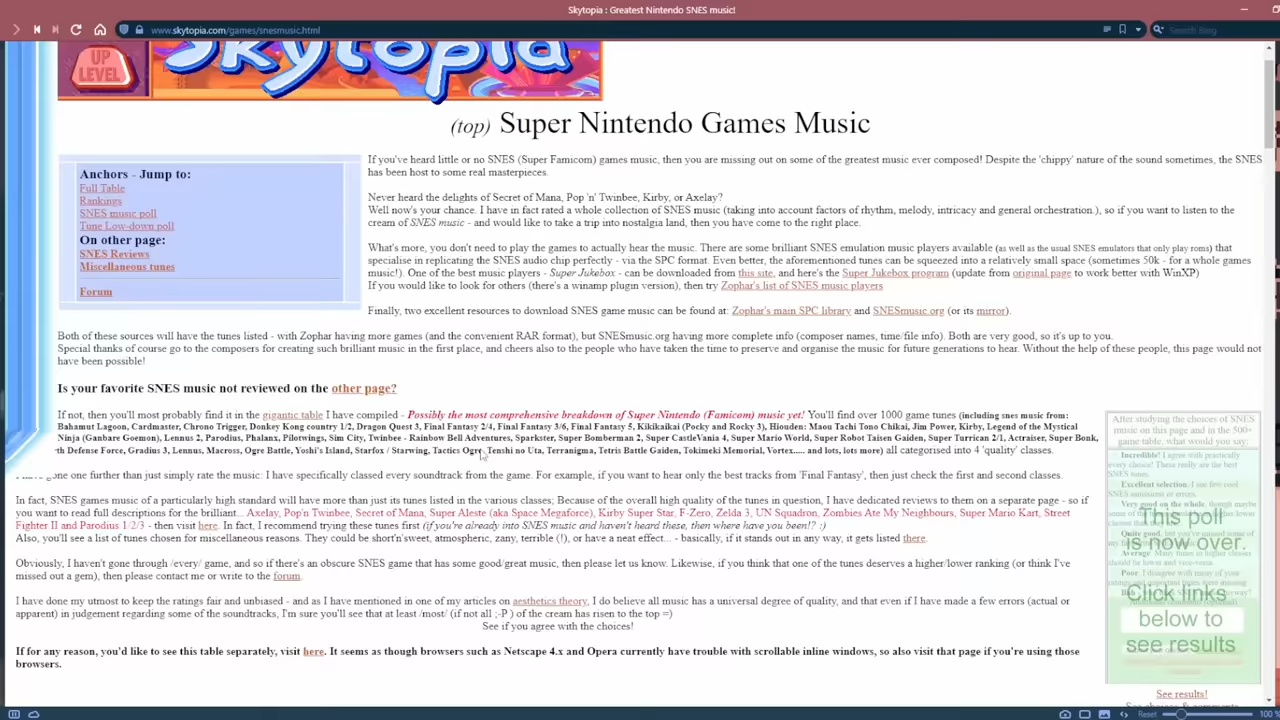 Skytopia : Greatest Nintendo SNES music!
www.skytopia.com/games/snesmusic.html
Search Bing
UP
LEVEL
Skytopia
(top) Super Nintendo Games Music
Anchors - Jump to:
Full Table
Rankings
SNES music poll
Tune Low-down poll
On other page:
SNES Reviews
Miscellaneous tunes
Forum
If you've heard little or no SNES (Super Famicom) games music, then you are missing out on some of the greatest music ever composed! Despite the 'chippy' nature of the sound sometimes, the SNES
has been host to some real masterpieces.
Never heard the delights of Secret of Mana, Pop 'n' Twinbee, Kirby, or Axelay?
Well now's your chance. I have in fact rated a whole collection of SNES music (taking into account factors of rhythm, melody, intricacy and general orchestration.), so if you want to listen to the
cream of SNES music - and would like to take a trip into nostalgia land, then you have come to the right place.
What's more, you don't need to play the games to actually hear the music. There are some brilliant SNES emulation music players available (as well as the usual SNES emulators that only play roms) that
specialise in replicating the SNES audio chip perfectly - via the SPC format. Even better, the aforementioned tunes can be squeezed into a relatively small space (sometimes 50k - for a whole games
music!). One of the best music players - Super Jukebox - can be downloaded from this site, and here's the Super Jukebox program (update from original page to work better with WinXP)
If you would like to look for others (there's a winamp plugin version), then try Zophar's list of SNES music players
Finally, two excellent resources to download SNES game music can be found at: Zophar's main SPC library and SNESmusic.org (or its mirror).
Both of these sources will have the tunes listed - with Zophar having more games (and the convenient RAR format), but SNESmusic.org having more complete info (composer names, time/file info). Both are very good, so it's up to you.
Special thanks of course go to the composers for creating such brilliant music in the first place, and cheers also to the people who have taken the time to preserve and organise the music for future generations to hear. Without the help of these people, this page would not
have been possible!
Is your favorite SNES music not reviewed on the other page?
If not, then you'll most probably find it in the gigantic table I have compiled - Possibly the most comprehensive breakdown of Super Nintendo (Famicom) music yet! You'll find over 1000 game tunes (including snes music from:
Bahamut Lagoon, Cardmaster, Chrono Trigger, Donkey Kong country 1/2, Dragon Quest 3, Final Fantasy 2/4, Final Fantasy 3/6, Final Fantasy 5, Kikikaikai (Pocky and Rocky 3), Hiouden: Maou Tachi Tono Chikai, Jim Power, Kirby, Legend of the Mystical
Ninja (Ganbare Goemon), Lennus 2, Parodius, Phalanx, Pilotwings, Sim City, Twinbee - Rainbow Bell Adventures, Sparkster, Super Bomberman 2, Super CastleVania 4, Super Mario World, Super Robot Taisen Gaiden, Super Turrican 2/1, Actraiser, Super Bonk,
th Defense Force, Gradius 3, Lennus, Macross, Ogre Battle, Yoshi's Island, Starfox / Starwing, Tactics Ogre, Tenshi no Uta, Terranigma, Tetris Battle Gaiden, Tokimeki Memorial, Vortex..... and lots, lots more) all categorised into 4 'quality' classes.
gone one further than just simply rate the music: I have specifically classed every soundtrack from the game. For example, if you want to hear only the best tracks from 'Final Fantasy', then just check the first and second classes.
In fact, SNES games music of a particularly high standard will have more than just its tunes listed in the various classes; Because of the overall high quality of the tunes in question, I have dedicated reviews to them on a separate page - so if
you want to read full descriptions for the brilliant... Axelay, Pop'n Twinbee, Secret of Mana, Super Aleste (aka Space Megaforce), Kirby Super Star, F-Zero, Zelda 3, UN Squadron, Zombies Ate My Neighbours, Super Mario Kart, Street
Fighter II and Parodius 1/2/3 - then visit here. In fact, I recommend trying these tunes first (if you're already into SNES music and haven't heard these, then where have you been!? :)
Also, you'll see a list of tunes chosen for miscellaneous reasons. They could be short'n'sweet, atmospheric, zany, terrible (!), or have a neat effect... - basically, if it stands out in any way, it gets listed there.
Obviously, I haven't gone through /every/ game, and so if there's an obscure SNES game that has some good/great music, then please let us know. Likewise, if you think that one of the tunes deserves a higher/lower ranking (or think I've
missed out a gem), then please contact me or write to the forum.
I have done my utmost to keep the ratings fair and unbiased - and as I have mentioned in one of my articles on aesthetics theory, I do believe all music has a universal degree of quality, and that even if I have made a few errors (actual or
apparent) in judgement regarding some of the soundtracks, I'm sure you'll see that at least /most/ (if not all ;-P ) of the cream has risen to the top =)
See if you agree with the choices!
If for any reason, you'd like to see this table separately, visit here. It seems as though browsers such as Netscape 4.x and Opera currently have trouble with scrollable inline windows, so also visit that page if you're using those
browsers.
After studying the choices of SNES
music on this page and in the 500+
game table, what would you say:
This poll
is now over.
Click links
below to
see results
See results!
Reset
100 %